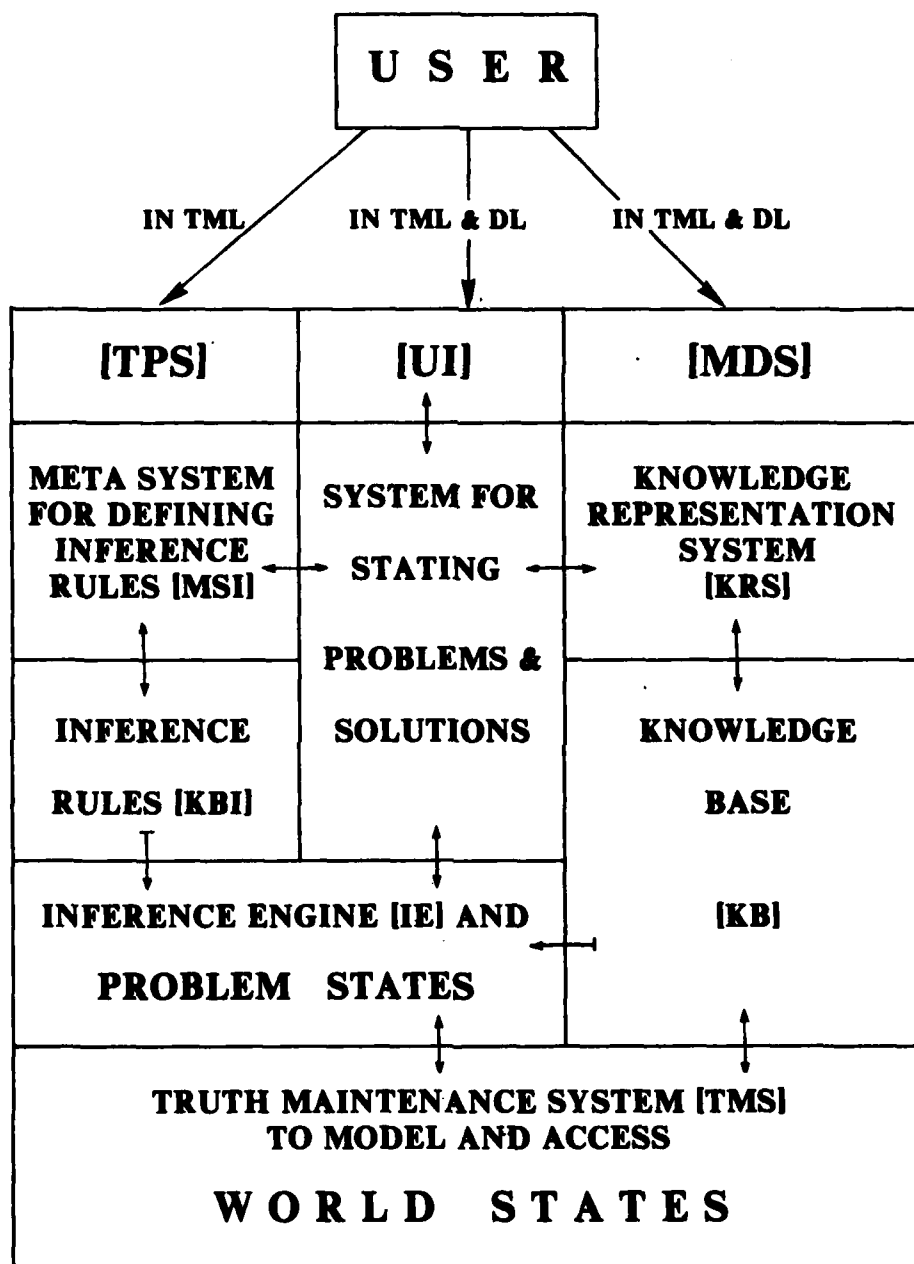 U S E R
IN TML
IN TML & DL
IN TML & DL
[TPS]
[UI]
[MDS]
META SYSTEM
FOR DEFINING
INFERENCE
RULES [MSI]
SYSTEM FOR
STATING
PROBLEMS &
SOLUTIONS
KNOWLEDGE
REPRESENTATION
SYSTEM
[KRS]
INFERENCE
RULES [KBI]
KNOWLEDGE
BASE
[KB]
INFERENCE ENGINE [IE] AND
PROBLEM STATES
TRUTH MAINTENANCE SYSTEM [TMS]
TO MODEL AND ACCESS
W O R L D S T A T E S